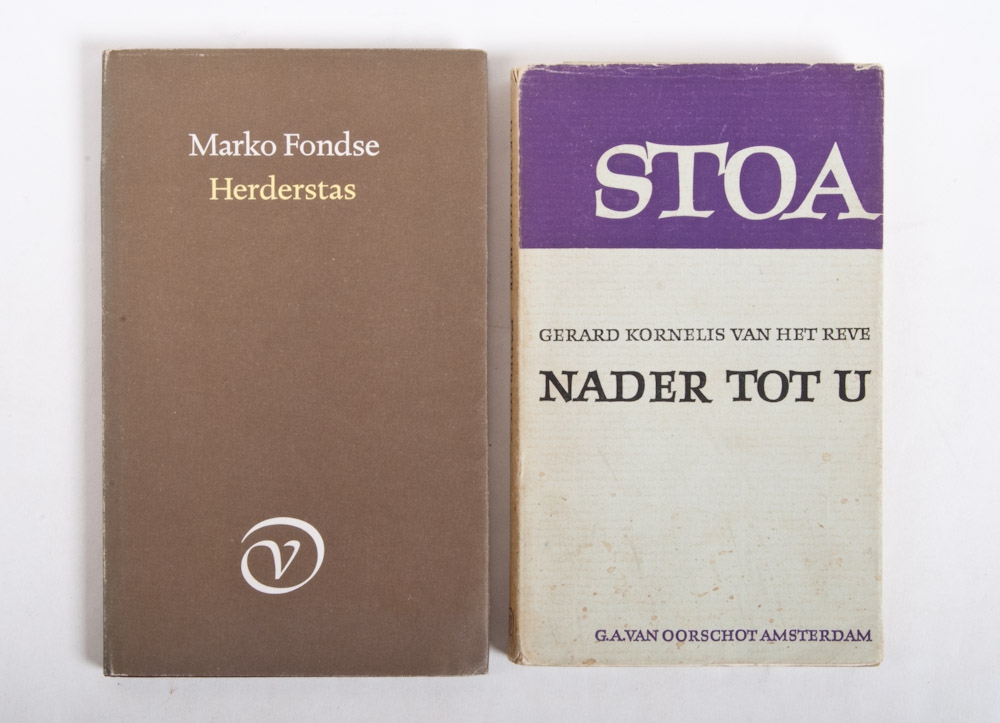 Marko Fondse
Herderstas
V
STOA
GERARD KORNELIS VAN HET REVE
NADER TOT U
G.A.VAN OORSCHOT AMSTERDAM